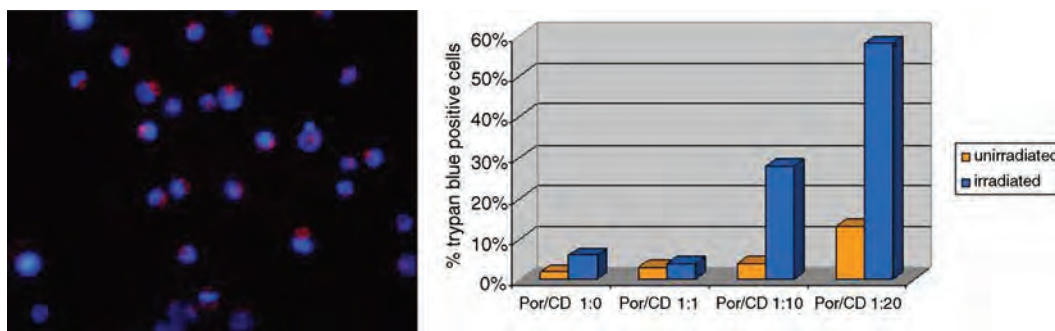 % trypan blue positive cells
60%
50%
40%
30%
20%
10%
0%
Por/CD 1:0 Por/CD 1:1 Por/CD 1:10 Por/CD 1:20
unirradiated
irradiated